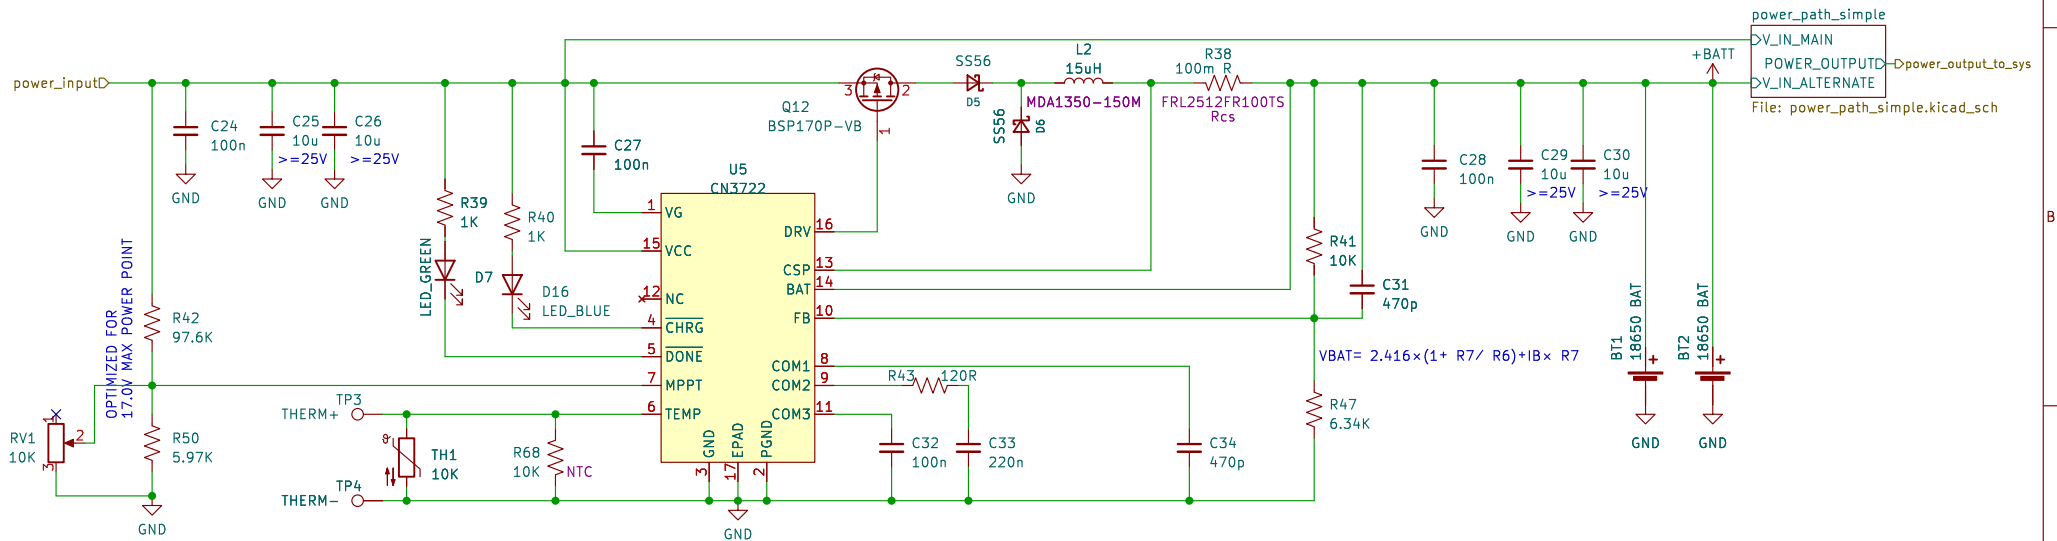 power_path_simple
V_IN_MAIN
POWER_OUTPUT
V_IN_ALTERNATE
power_output_to_sys
File: power_path_simple.kicad_sch
+BATT
power_input
C24
100n
GND
C25
10u
>=25V
GND
C26
10u
>=25V
GND
C27
100n
Q12
BSP170P-VB
3
2
1
SS56
D5
SS56
D6
GND
L2
15uH
MDA1350-150M
R38
100m R
FRL2512FR100TS
Rcs
C28
100n
GND
C29
10u
>=25V
GND
C30
10u
>=25V
GND
R39
1K
R40
1K
LED_GREEN
D7
D16
LED_BLUE
U5
CN3722
1
VG
15
VCC
12
NC
4
CHRG
5
DONE
7
MPPT
6
TEMP
DRV
16
CSP
13
BAT
14
FB
10
COM1
8
COM2
9
COM3
11
GND
3
EPAD
17
PGND
2
GND
R41
10K
C31
470p
VBAT= 2.416×(1+ R7/ R6)+IB× R7
R47
6.34K
BT1
18650 BAT
+
GND
BT2
18650 BAT
+
GND
OPTIMIZED FOR
17.0V MAX POWER POINT
R42
97.6K
RV1
10K
1
2
3
R50
5.97K
GND
TP3
THERM+
TP4
THERM-
TH1
10K
R68
10K
NTC
R43
120R
C32
100n
C33
220n
C34
470p
B